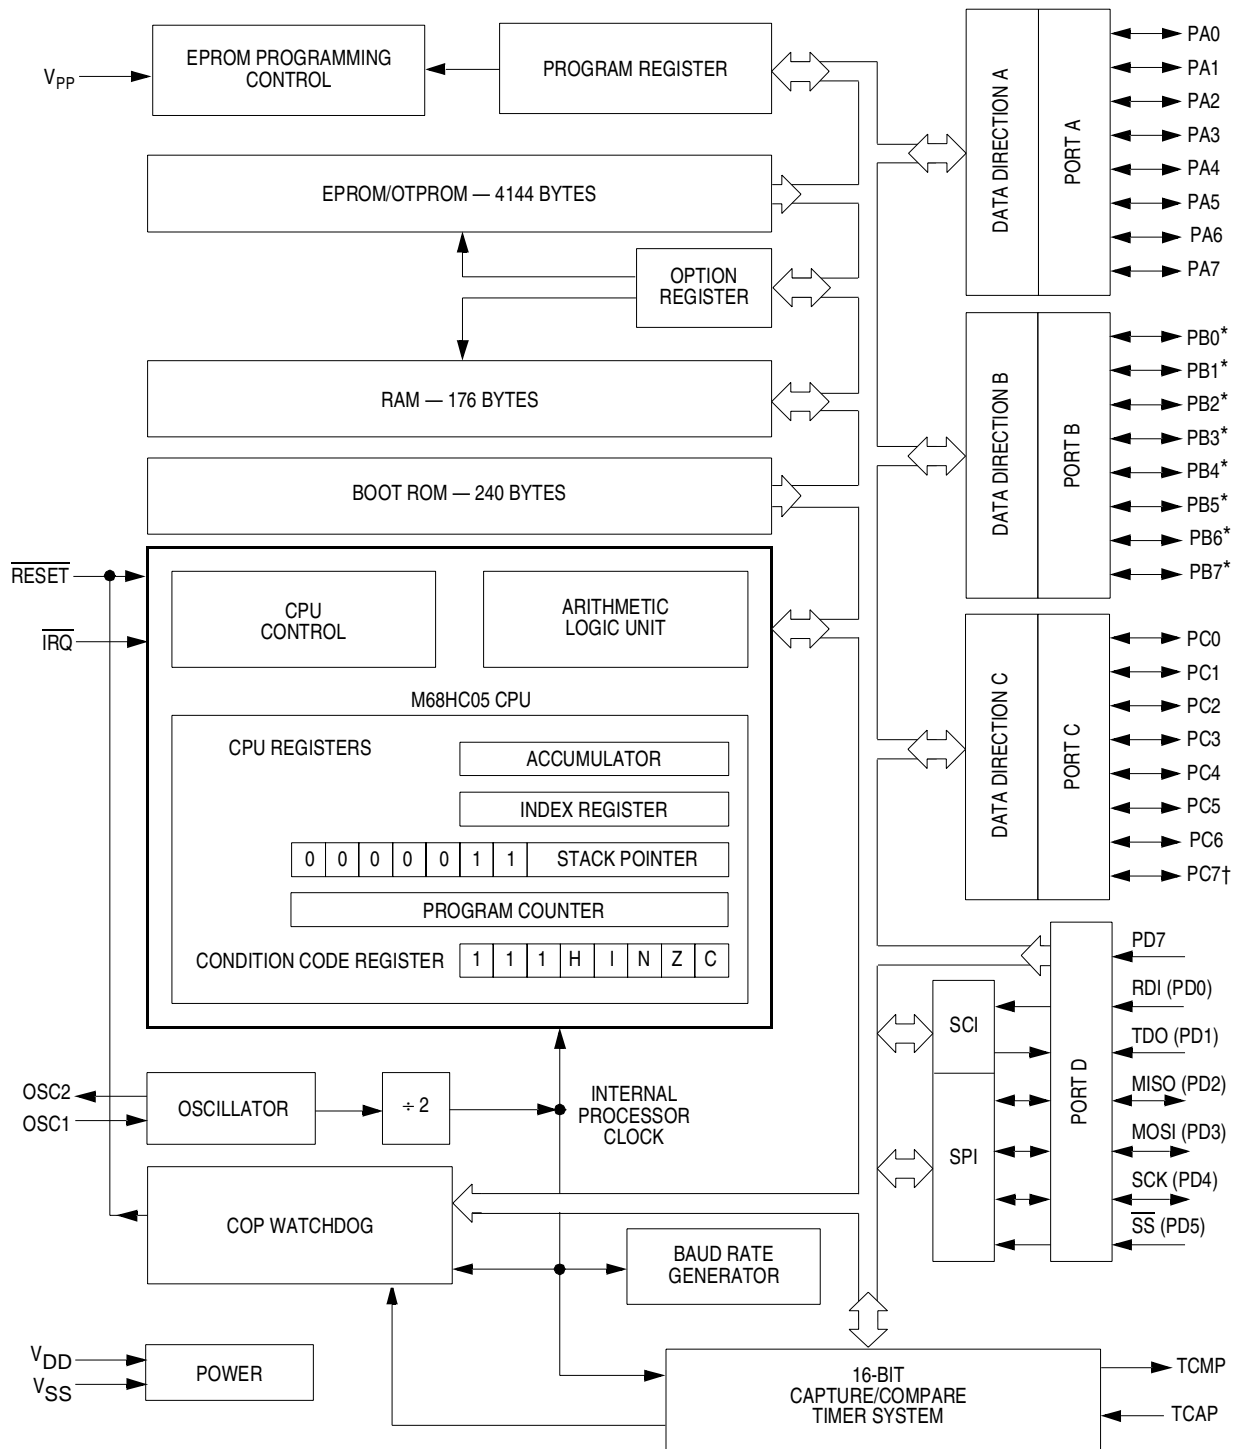 V_PP
EPROM PROGRAMMING
CONTROL
PROGRAM REGISTER
EPROM/OTPROM — 4144 BYTES
OPTION
REGISTER
RAM — 176 BYTES
BOOT ROM — 240 BYTES
RESET
IRQ
CPU
CONTROL
ARITHMETIC
LOGIC UNIT
M68HC05 CPU
CPU REGISTERS
ACCUMULATOR
INDEX REGISTER
0 0 0 0 0 1 1 STACK POINTER
PROGRAM COUNTER
CONDITION CODE REGISTER 1 1 1 H I N Z C
OSC2
OSC1
OSCILLATOR
÷ 2
INTERNAL
PROCESSOR
CLOCK
COP WATCHDOG
BAUD RATE
GENERATOR
V_DD
V_SS
POWER
16-BIT
CAPTURE/COMPARE
TIMER SYSTEM
TCMP
TCAP
DATA DIRECTION A
PORT A
PA0
PA1
PA2
PA3
PA4
PA5
PA6
PA7
DATA DIRECTION B
PORT B
PB0*
PB1*
PB2*
PB3*
PB4*
PB5*
PB6*
PB7*
DATA DIRECTION C
PORT C
PC0
PC1
PC2
PC3
PC4
PC5
PC6
PC7†
SCI
SPI
PORT D
PD7
RDI (PD0)
TDO (PD1)
MISO (PD2)
MOSI (PD3)
SCK (PD4)
SS (PD5)